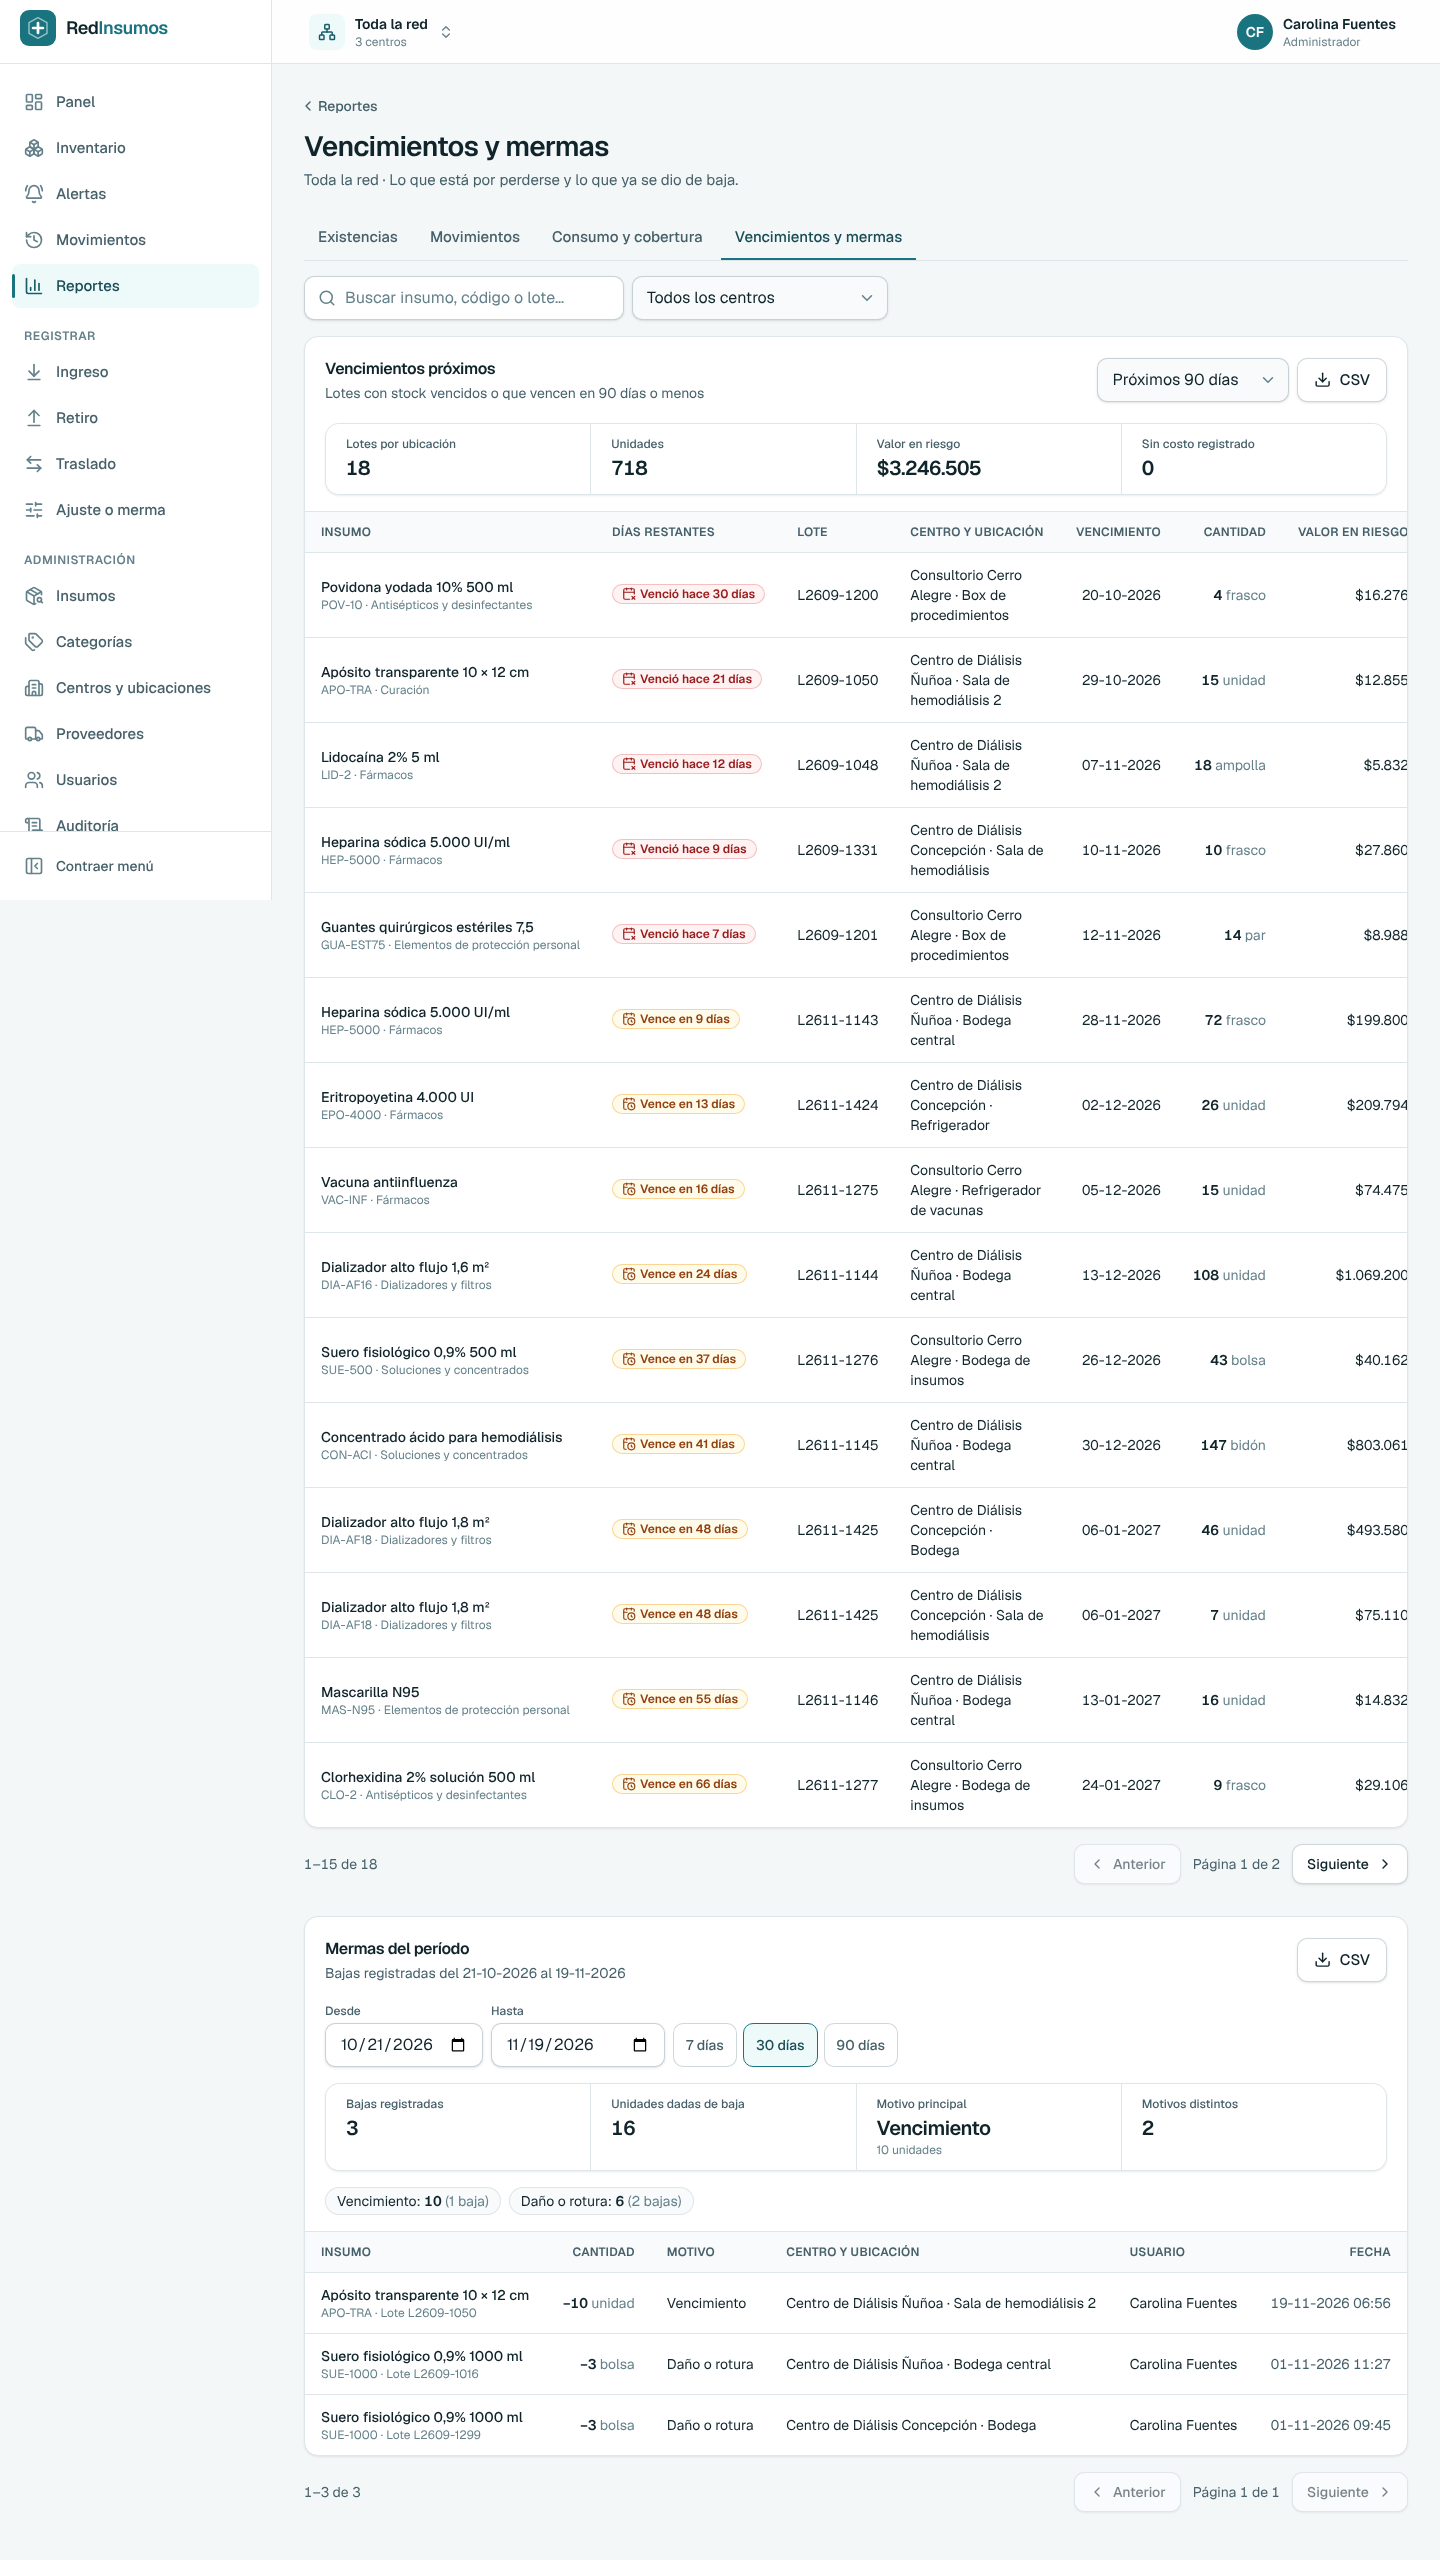 RedInsumos
Toda la red
3 centros
CF
Carolina Fuentes
Administrador
Panel
Inventario
Alertas
Movimientos
Reportes
REGISTRAR
Ingreso
Retiro
Traslado
Ajuste o merma
ADMINISTRACIÓN
Insumos
Categorías
Centros y ubicaciones
Proveedores
Usuarios
Auditoría
Contraer menú
Reportes
Vencimientos y mermas
Toda la red · Lo que está por perderse y lo que ya se dio de baja.
Existencias Movimientos Consumo y cobertura Vencimientos y mermas
Buscar insumo, código o lote... Todos los centros
Vencimientos próximos
Lotes con stock vencidos o que vencen en 90 días o menos
Próximos 90 días CSV
Lotes por ubicación
18
Unidades
718
Valor en riesgo
$3.246.505
Sin costo registrado
0
INSUMO DÍAS RESTANTES LOTE CENTRO Y UBICACIÓN VENCIMIENTO CANTIDAD VALOR EN RIESGO
Povidona yodada 10% 500 ml
POV-10 · Antisépticos y desinfectantes
Venció hace 30 días
L2609-1200
Consultorio Cerro
Alegre · Box de
procedimientos
20-10-2026
4 frasco
$16.276
Apósito transparente 10 × 12 cm
APO-TRA · Curación
Venció hace 21 días
L2609-1050
Centro de Diálisis
Ñuñoa · Sala de
hemodiálisis 2
29-10-2026
15 unidad
$12.855
Lidocaína 2% 5 ml
LID-2 · Fármacos
Venció hace 12 días
L2609-1048
Centro de Diálisis
Ñuñoa · Sala de
hemodiálisis 2
07-11-2026
18 ampolla
$5.832
Heparina sódica 5.000 UI/ml
HEP-5000 · Fármacos
Venció hace 9 días
L2609-1331
Centro de Diálisis
Concepción · Sala de
hemodiálisis
10-11-2026
10 frasco
$27.860
Guantes quirúrgicos estériles 7,5
GUA-EST75 · Elementos de protección personal
Venció hace 7 días
L2609-1201
Consultorio Cerro
Alegre · Box de
procedimientos
12-11-2026
14 par
$8.988
Heparina sódica 5.000 UI/ml
HEP-5000 · Fármacos
Vence en 9 días
L2611-1143
Centro de Diálisis
Ñuñoa · Bodega
central
28-11-2026
72 frasco
$199.800
Eritropoyetina 4.000 UI
EPO-4000 · Fármacos
Vence en 13 días
L2611-1424
Centro de Diálisis
Concepción ·
Refrigerador
02-12-2026
26 unidad
$209.794
Vacuna antiinfluenza
VAC-INF · Fármacos
Vence en 16 días
L2611-1275
Consultorio Cerro
Alegre · Refrigerador
de vacunas
05-12-2026
15 unidad
$74.475
Dializador alto flujo 1,6 m²
DIA-AF16 · Dializadores y filtros
Vence en 24 días
L2611-1144
Centro de Diálisis
Ñuñoa · Bodega
central
13-12-2026
108 unidad
$1.069.200
Suero fisiológico 0,9% 500 ml
SUE-500 · Soluciones y concentrados
Vence en 37 días
L2611-1276
Consultorio Cerro
Alegre · Bodega de
insumos
26-12-2026
43 bolsa
$40.162
Concentrado ácido para hemodiálisis
CON-ACI · Soluciones y concentrados
Vence en 41 días
L2611-1145
Centro de Diálisis
Ñuñoa · Bodega
central
30-12-2026
147 bidón
$803.061
Dializador alto flujo 1,8 m²
DIA-AF18 · Dializadores y filtros
Vence en 48 días
L2611-1425
Centro de Diálisis
Concepción ·
Bodega
06-01-2027
46 unidad
$493.580
Dializador alto flujo 1,8 m²
DIA-AF18 · Dializadores y filtros
Vence en 48 días
L2611-1425
Centro de Diálisis
Concepción · Sala de
hemodiálisis
06-01-2027
7 unidad
$75.110
Mascarilla N95
MAS-N95 · Elementos de protección personal
Vence en 55 días
L2611-1146
Centro de Diálisis
Ñuñoa · Bodega
central
13-01-2027
16 unidad
$14.832
Clorhexidina 2% solución 500 ml
CLO-2 · Antisépticos y desinfectantes
Vence en 66 días
L2611-1277
Consultorio Cerro
Alegre · Bodega de
insumos
24-01-2027
9 frasco
$29.106
1–15 de 18 Anterior Página 1 de 2 Siguiente
Mermas del período
Bajas registradas del 21-10-2026 al 19-11-2026
CSV
Desde Hasta
10/21/2026 11/19/2026 7 días 30 días 90 días
Bajas registradas
3
Unidades dadas de baja
16
Motivo principal
Vencimiento
10 unidades
Motivos distintos
2
Vencimiento: 10 (1 baja) Daño o rotura: 6 (2 bajas)
INSUMO CANTIDAD MOTIVO CENTRO Y UBICACIÓN USUARIO FECHA
Apósito transparente 10 × 12 cm
APO-TRA · Lote L2609-1050
−10 unidad Vencimiento Centro de Diálisis Ñuñoa · Sala de hemodiálisis 2 Carolina Fuentes 19-11-2026 06:56
Suero fisiológico 0,9% 1000 ml
SUE-1000 · Lote L2609-1016
−3 bolsa Daño o rotura Centro de Diálisis Ñuñoa · Bodega central Carolina Fuentes 01-11-2026 11:27
Suero fisiológico 0,9% 1000 ml
SUE-1000 · Lote L2609-1299
−3 bolsa Daño o rotura Centro de Diálisis Concepción · Bodega Carolina Fuentes 01-11-2026 09:45
1–3 de 3 Anterior Página 1 de 1 Siguiente